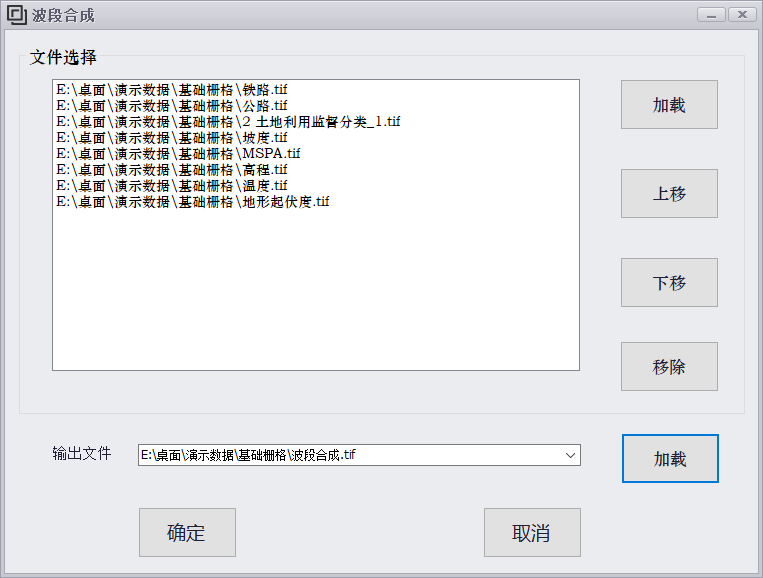 波段合成
文件选择
E:\桌面\演示数据\基础栅格\铁路.tif
E:\桌面\演示数据\基础栅格\公路.tif
E:\桌面\演示数据\基础栅格\2 土地利用监督分类_1.tif
E:\桌面\演示数据\基础栅格\坡度.tif
E:\桌面\演示数据\基础栅格\MSPA.tif
E:\桌面\演示数据\基础栅格\高程.tif
E:\桌面\演示数据\基础栅格\温度.tif
E:\桌面\演示数据\基础栅格\地形起伏度.tif
加载
上移
下移
移除
输出文件
E:\桌面\演示数据\基础栅格\波段合成.tif
加载
确定
取消